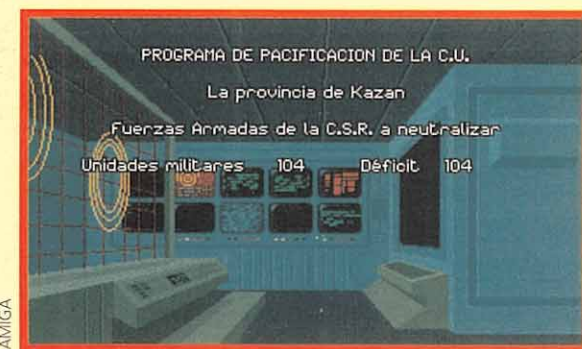 PROGRAMA DE PACIFICACION DE LA C.U.
La provincia de Kazan
Fuerzas Armadas de la C.S.R. a neutralizar
Unidades militares 104 Déficit 104
AMIGA